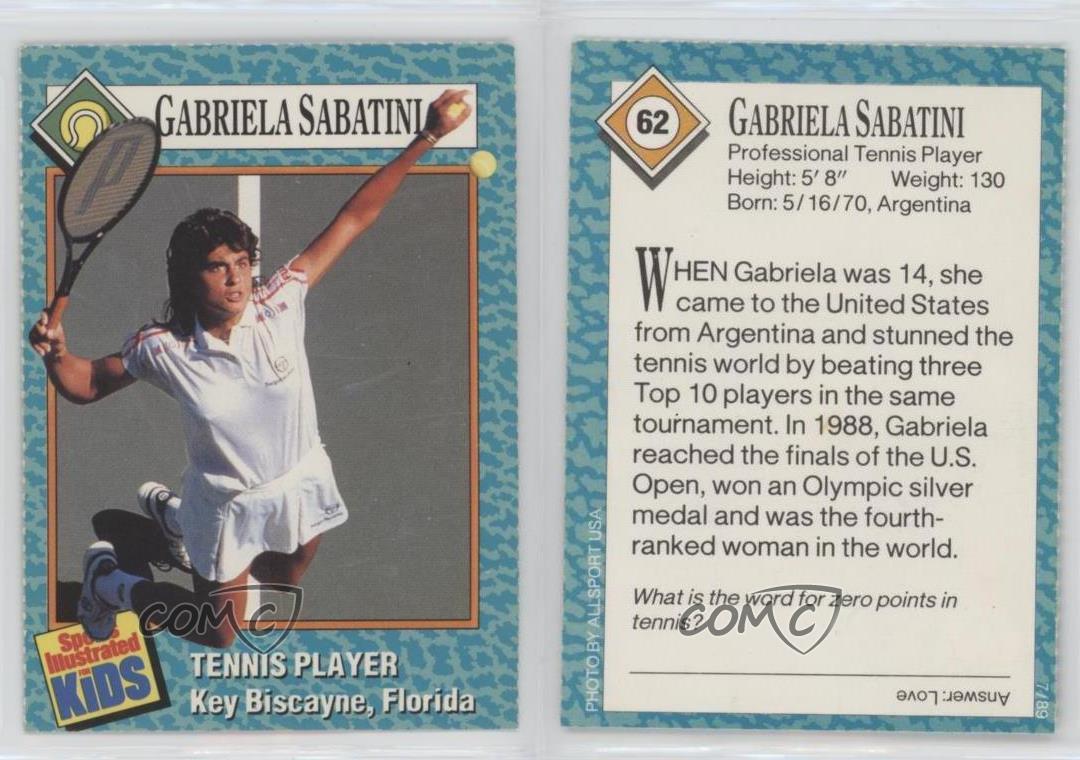 GABRIELA SABATINI
Sports
Illustrated
FOR
KIDS
TENNIS PLAYER
Key Biscayne, Florida
COMC
62
GABRIELA SABATINI
Professional Tennis Player
Height: 5' 8" Weight: 130
Born: 5/16/70, Argentina
WHEN Gabriela was 14, she
came to the United States
from Argentina and stunned the
tennis world by beating three
Top 10 players in the same
tournament. In 1988, Gabriela
reached the finals of the U.S.
Open, won an Olympic silver
medal and was the fourth-
ranked woman in the world.
What is the word for zero points in
tennis?
COMC
Answer: Love
PHOTO BY ALLSPORT USA
7/89